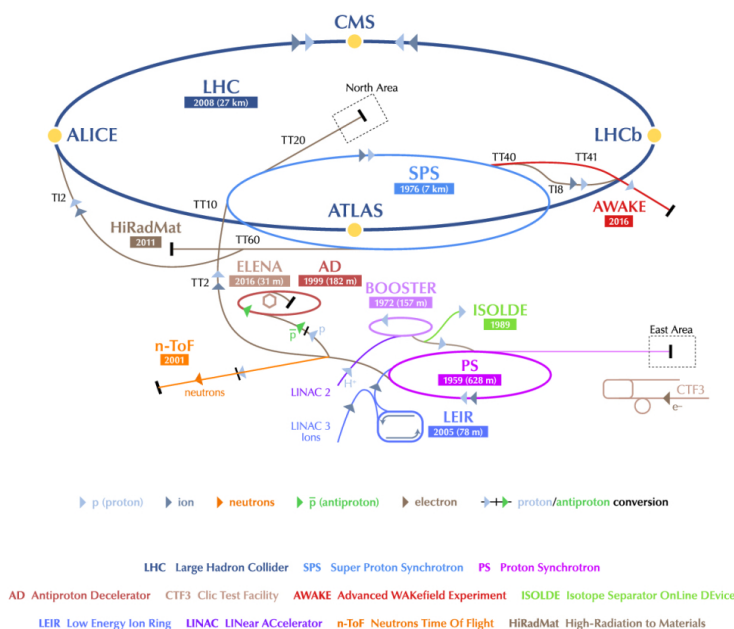 CMS
LHC
2008 (27 km)
North Area
ALICE
LHCb
TT20
TT40
TT41
SPS
1976 (7 km)
TI2
TI8
TT10
ATLAS
AWAKE
2016
HiRadMat
2011
TT60
ELENA
2016 (31 m)
AD
1999 (182 m)
TT2
BOOSTER
1972 (157 m)
ISOLDE
1989
p
p̅
East Area
n-ToF
2001
PS
1959 (628 m)
neutrons
H⁺
LINAC 2
CTF3
e-
LINAC 3
Ions
LEIR
2005 (78 m)
p (proton)
ion
neutrons
p̅ (antiproton)
electron
proton/antiproton conversion
LHC Large Hadron Collider SPS Super Proton Synchrotron PS Proton Synchrotron
AD Antiproton Decelerator CTF3 Clic Test Facility AWAKE Advanced WAKefield Experiment ISOLDE Isotope Separator OnLine DEvice
LEIR Low Energy Ion Ring LINAC LINear ACcelerator n-ToF Neutrons Time Of Flight HiRadMat High-Radiation to Materials